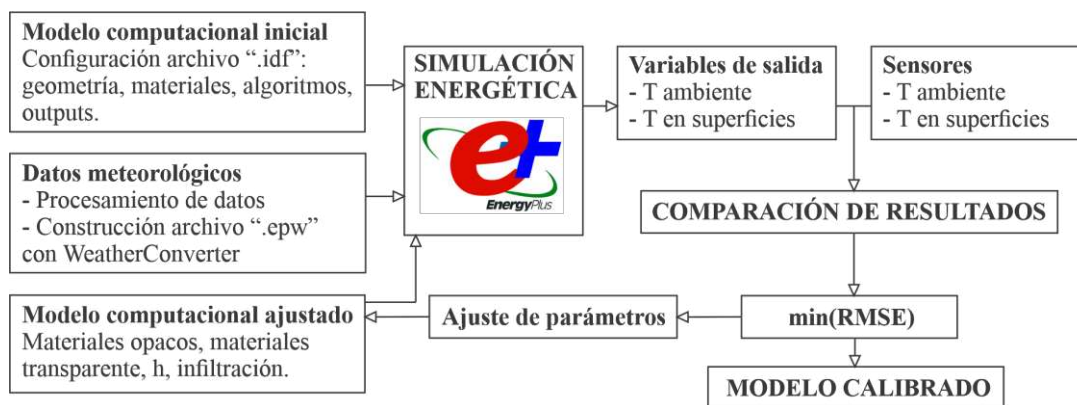 Modelo computacional inicial
Configuración archivo “.idf”:
geometría, materiales, algoritmos,
outputs.
Datos meteorológicos
- Procesamiento de datos
- Construcción archivo “.epw”
con WeatherConverter
Modelo computacional ajustado
Materiales opacos, materiales
transparente, h, infiltración.
SIMULACIÓN
ENERGÉTICA
e+
EnergyPlus
Variables de salida
- T ambiente
- T en superficies
Sensores
- T ambiente
- T en superficies
COMPARACIÓN DE RESULTADOS
min(RMSE)
Ajuste de parámetros
MODELO CALIBRADO